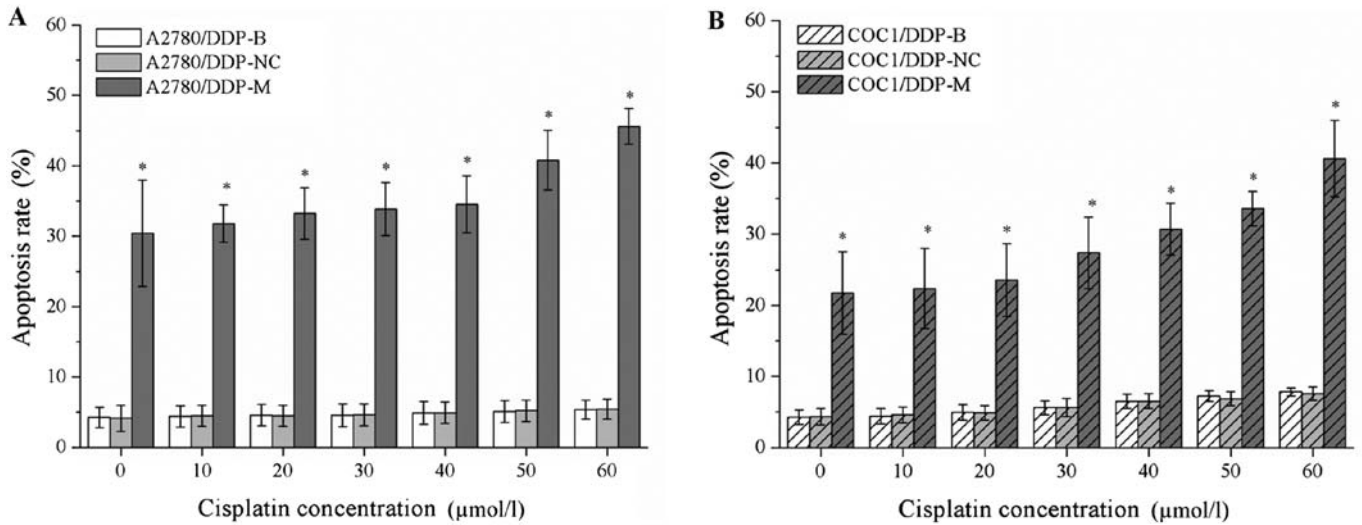 A
60
50
40
30
20
10
0
Apoptosis rate (%)
A2780/DDP-B
A2780/DDP-NC
A2780/DDP-M
* * * * * * *
0 10 20 30 40 50 60
Cisplatin concentration (μmol/l)
B
60
50
40
30
20
10
0
Apoptosis rate (%)
COC1/DDP-B
COC1/DDP-NC
COC1/DDP-M
* * * * * * *
0 10 20 30 40 50 60
Cisplatin concentration (μmol/l)